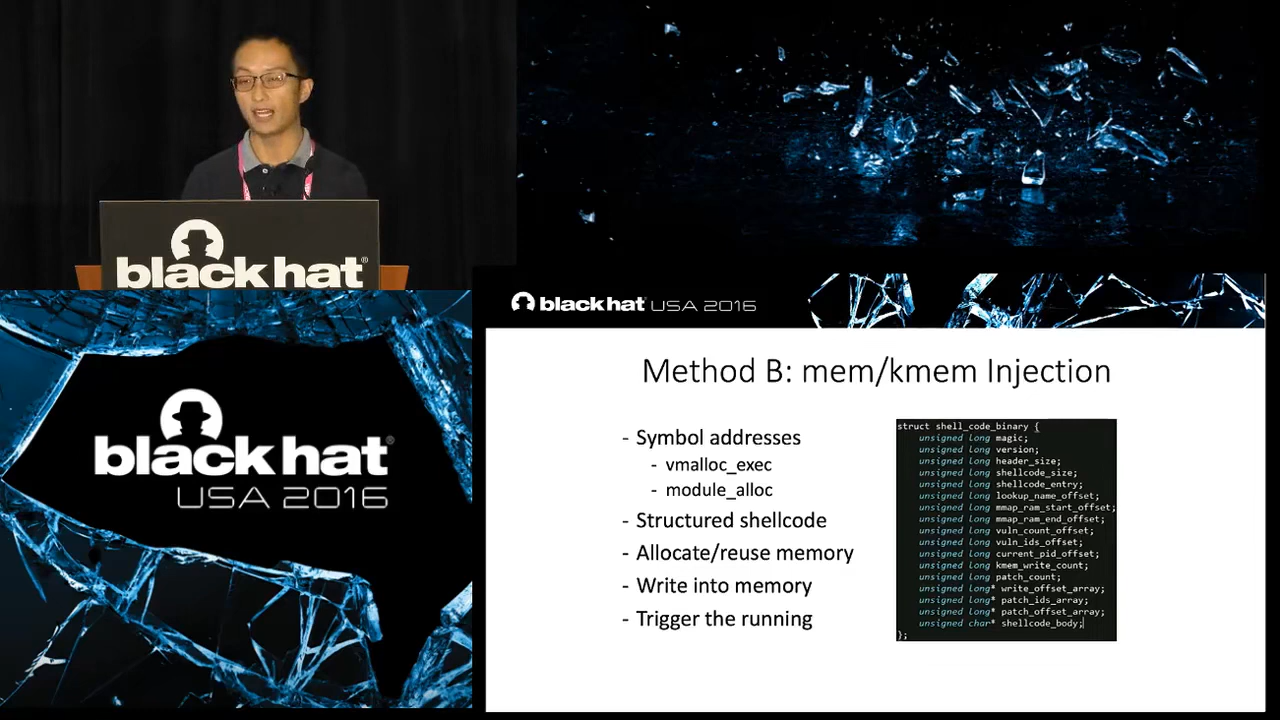 black hat®
black hat®
USA 2016
black hat® USA 2016
Method B: mem/kmem Injection
- Symbol addresses
- vmalloc_exec
- module_alloc
- Structured shellcode
- Allocate/reuse memory
- Write into memory
- Trigger the running
struct shell_code_binary {
unsigned long magic;
unsigned long version;
unsigned long header_size;
unsigned long shellcode_size;
unsigned long shellcode_entry;
unsigned long lookup_name_offset;
unsigned long mmap_ram_start_offset;
unsigned long mmap_ram_end_offset;
unsigned long vuln_count_offset;
unsigned long vuln_ids_offset;
unsigned long current_pid_offset;
unsigned long kmem_write_count;
unsigned long patch_count;
unsigned long* write_offset_array;
unsigned long* patch_ids_array;
unsigned long* patch_offset_array;
unsigned char* shellcode_body;
};